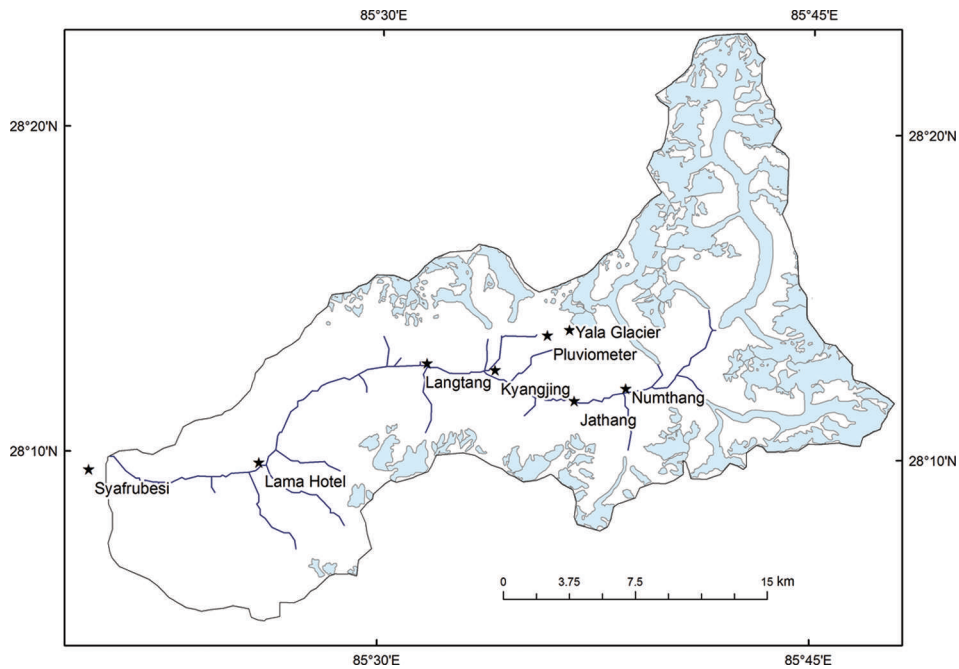 85°30'E 85°45'E
28°20'N 28°20'N
Yala Glacier
Pluviometer
Langtang
Kyangjing
Numthang
Jathang
28°10'N 28°10'N
Lama Hotel
Syafrubesi
0 3.75 7.5 15 km
85°30'E 85°45'E